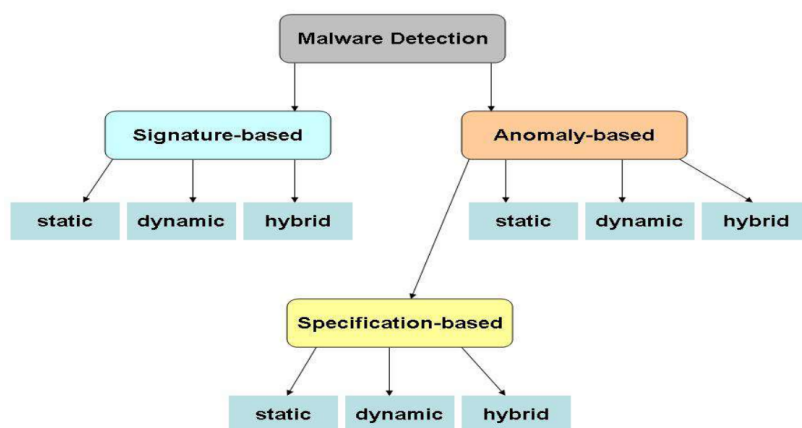 Malware Detection
Signature-based
Anomaly-based
static
dynamic
hybrid
static
dynamic
hybrid
Specification-based
static
dynamic
hybrid